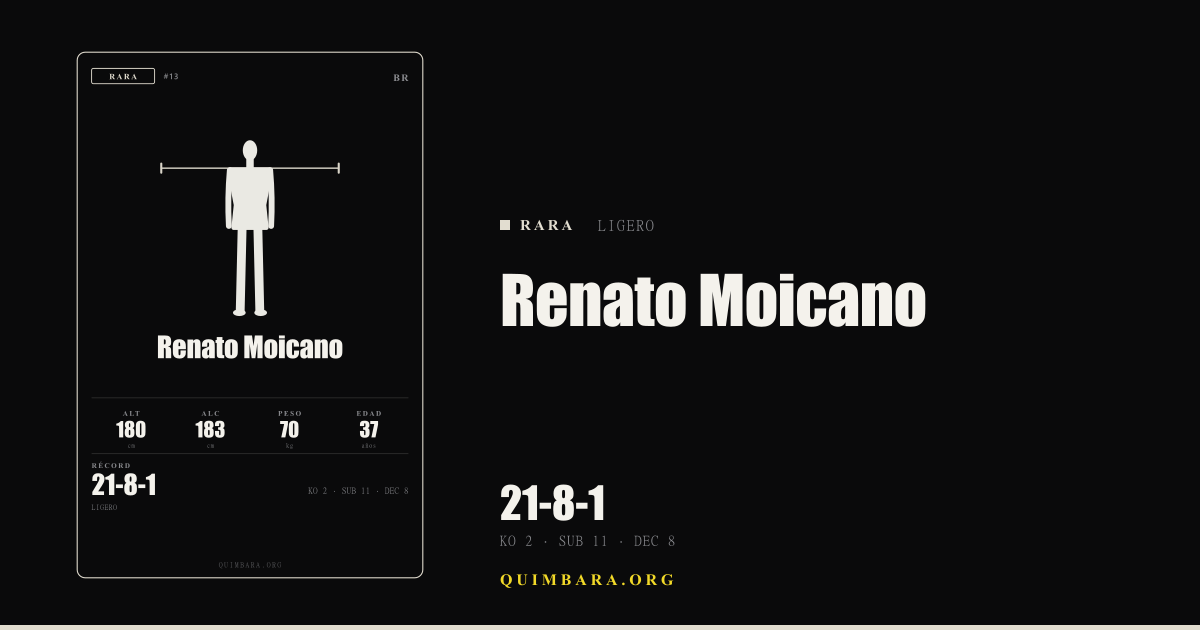 RARA #13 BR
Renato Moicano
ALT ALC PESO EDAD
180 183 70 37
cm cm kg años
RÉCORD
21-8-1 KO 2 · SUB 11 · DEC 8
LIGERO
QUIMBARA.ORG
RARA LIGERO
Renato Moicano
21-8-1
KO 2 · SUB 11 · DEC 8
QUIMBARA.ORG